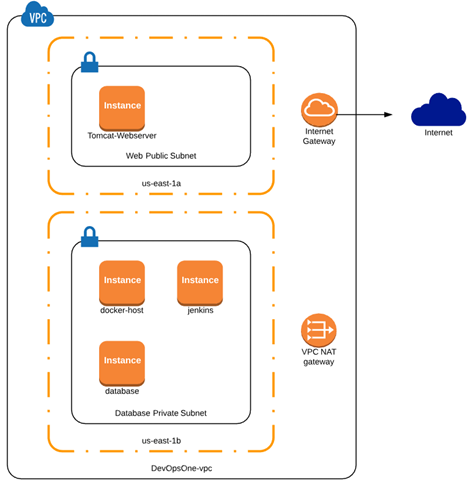 VPC
Instance
Tomcat-Webserver
Web Public Subnet
us-east-1a
Internet
Gateway
Internet
Instance
docker-host
Instance
jenkins
Instance
database
VPC NAT
gateway
Database Private Subnet
us-east-1b
DevOpsOne-vpc